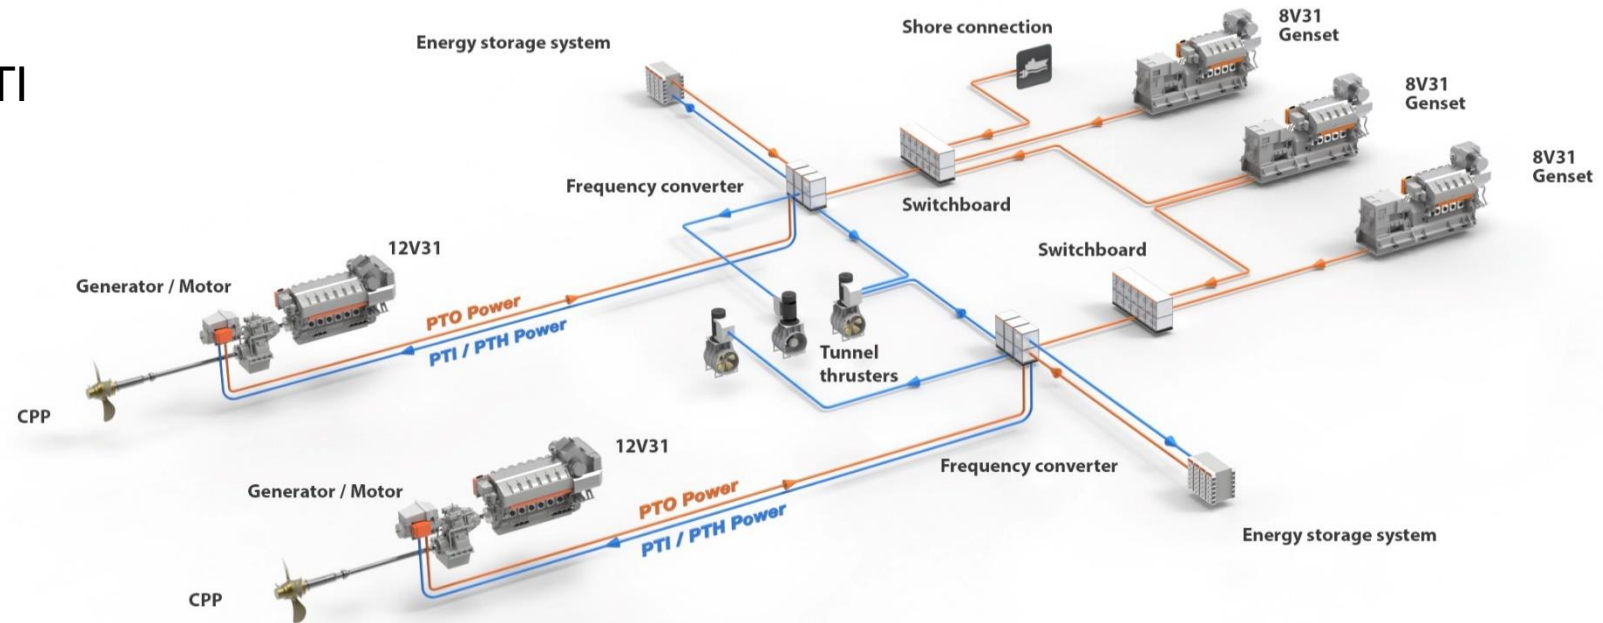 TI
Energy storage system
Shore connection
8V31
Genset
8V31
Genset
8V31
Genset
Frequency converter
Switchboard
Switchboard
12V31
Generator / Motor
PTO Power
PTI / PTH Power
Tunnel
thrusters
CPP
12V31
Frequency converter
Generator / Motor
PTO Power
PTI / PTH Power
Energy storage system
CPP